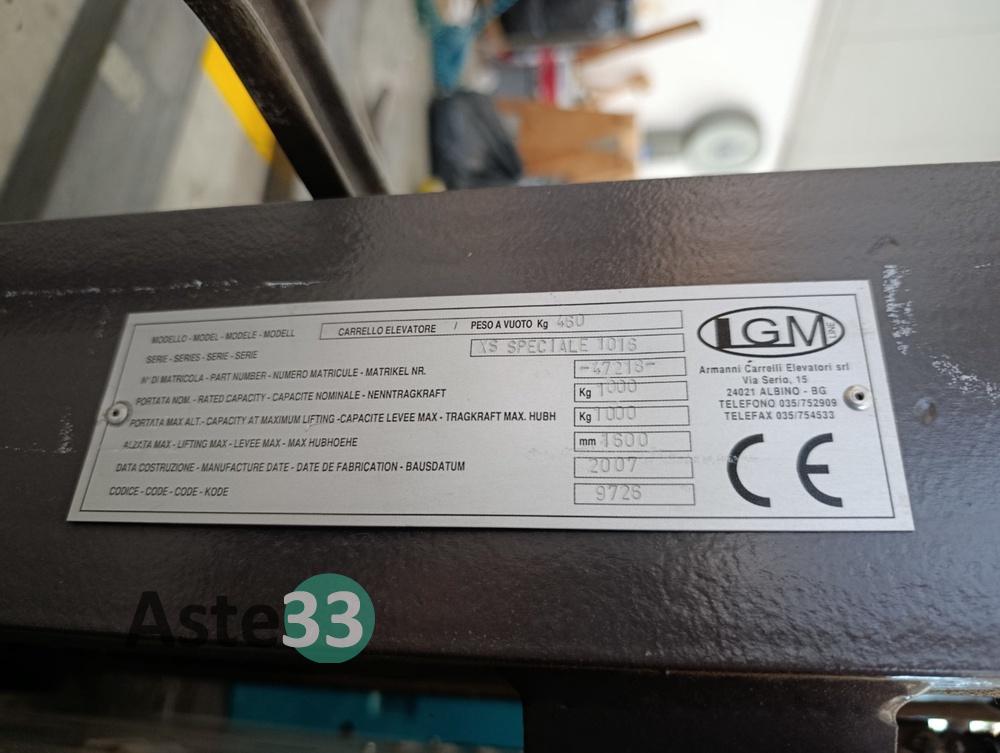 MODELLO - MODEL - MODELE - MODELL CARRELLO ELEVATORE / PESO A VUOTO Kg 460
SERIE - SERIES - SERIE - SERIE XS SPECIALE 1016
N° DI MATRICOLA - PART NUMBER - NUMERO MATRICULE - MATRIKEL NR. -47218-
PORTATA NOM. - RATED CAPACITY - CAPACITE NOMINALE - NENNTRAGKRAFT Kg 1000
PORTATA MAX ALT. - CAPACITY AT MAXIMUM LIFTING -CAPACITE LEVEE MAX - TRAGKRAFT MAX. HUBH Kg 1000
ALZATA MAX - LIFTING MAX - LEVEE MAX - MAX HUBHOEHE mm 1600
DATA COSTRUZIONE - MANUFACTURE DATE - DATE DE FABRICATION - BAUSDATUM 2007
CODICE - CODE - CODE - KODE 9726
LGM LINE
Armanni Carrelli Elevatori srl
Via Serio, 15
24021 ALBINO - BG
TELEFONO 035/752909
TELEFAX 035/754533
CE
Aste33